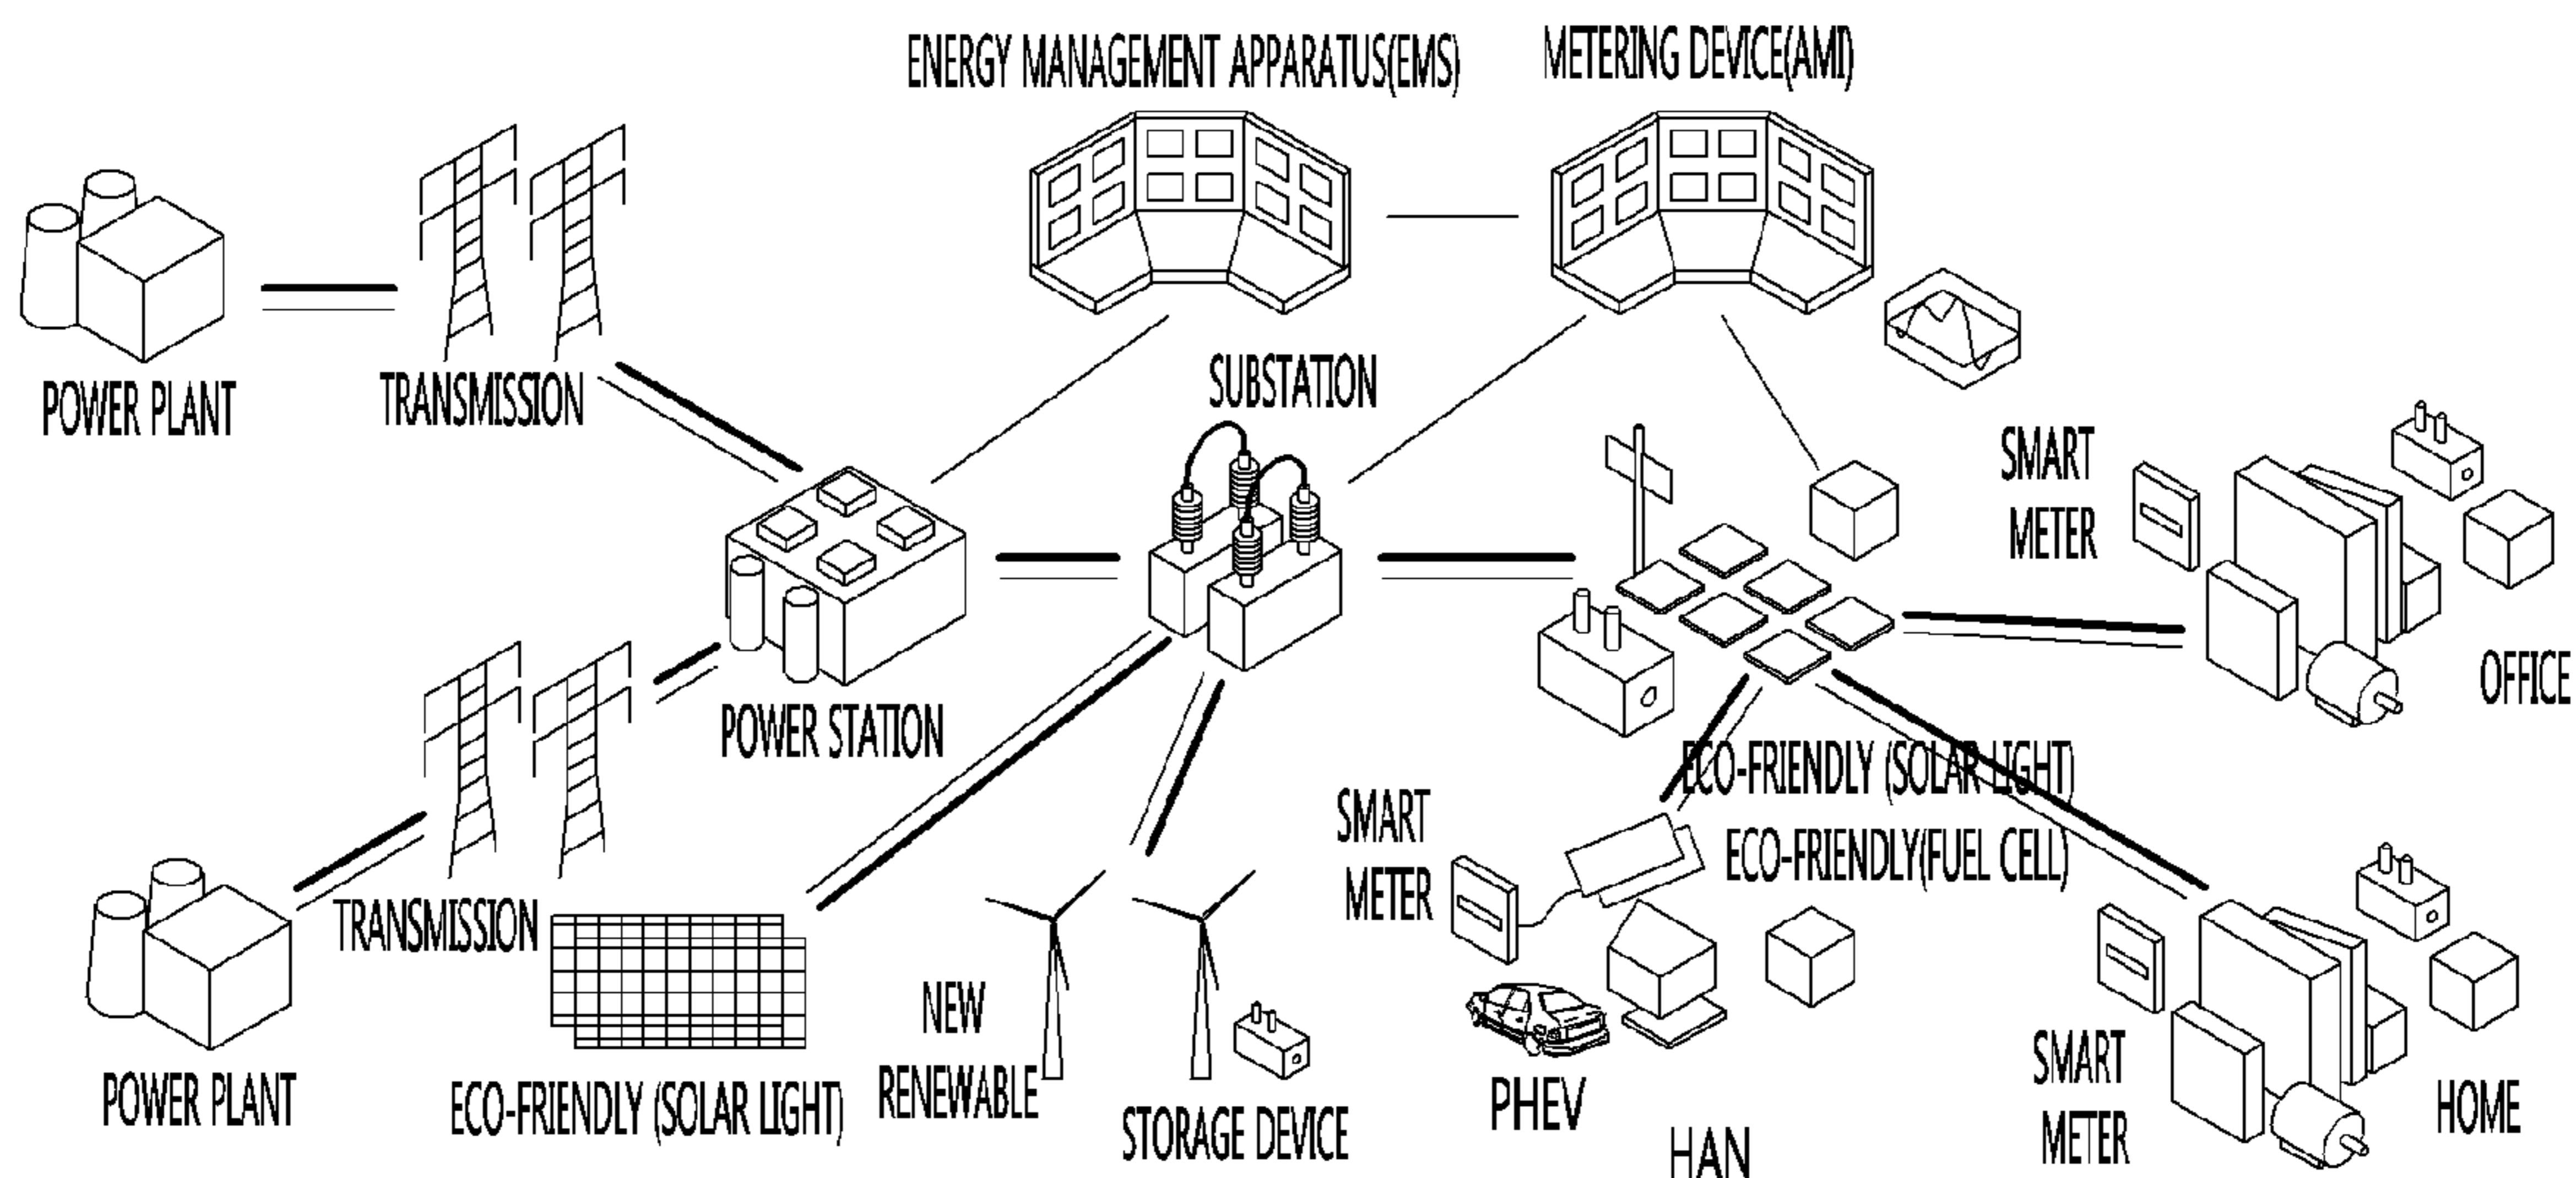 ENERGY MANAGEMENT APPARATUS(EMS)
METERING DEVICE(AMI)
POWER PLANT
TRANSMISSION
SUBSTATION
SMART
METER
OFFICE
POWER STATION
ECO-FRIENDLY (SOLAR LIGHT)
ECO-FRIENDLY(FUEL CELL)
SMART
METER
TRANSMISSION
POWER PLANT
ECO-FRIENDLY (SOLAR LIGHT)
NEW
RENEWABLE
STORAGE DEVICE
PHEV
HAN
SMART
METER
HOME